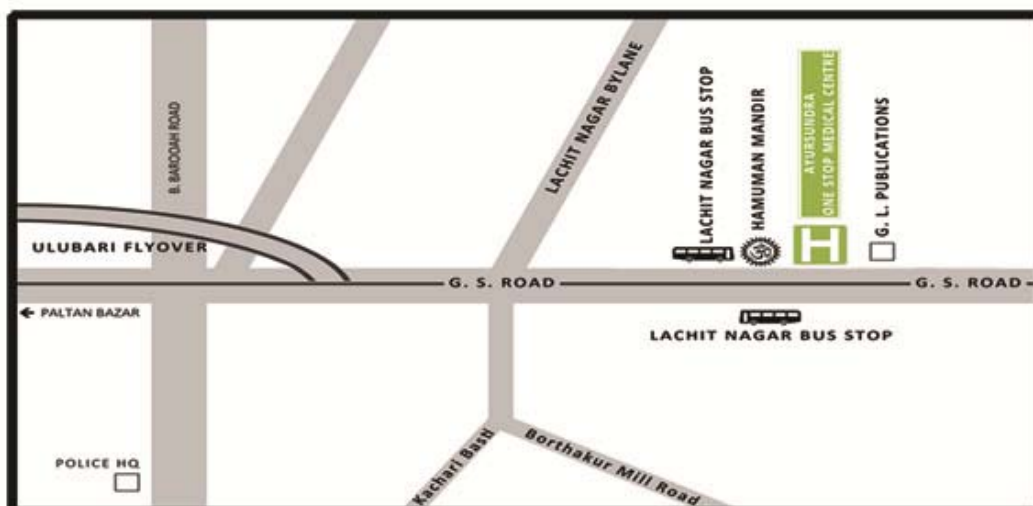 B. BAROOAH ROAD
LACHIT NAGAR BYLANE
LACHIT NAGAR BUS STOP
HAMUMAN MANDIR
AYURSUNDRA
ONE STOP MEDICAL CENTRE
G. L. PUBLICATIONS
H
ॐ
ULUBARI FLYOVER
G. S. ROAD
G. S. ROAD
PALTAN BAZAR
LACHIT NAGAR BUS STOP
POLICE HQ
Kachari Basti
Borthakur Mill Road